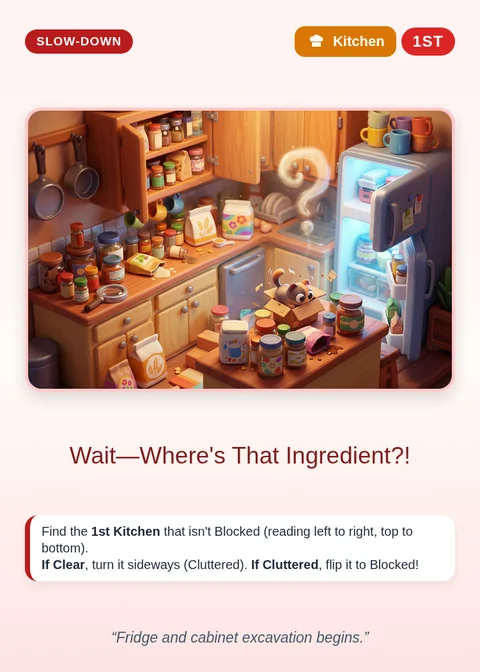 SLOW-DOWN
Kitchen
1ST
Wait—Where's That Ingredient?!
Find the 1st Kitchen that isn't Blocked (reading left to right, top to
bottom).
If Clear, turn it sideways (Cluttered). If Cluttered, flip it to Blocked!
“Fridge and cabinet excavation begins.”